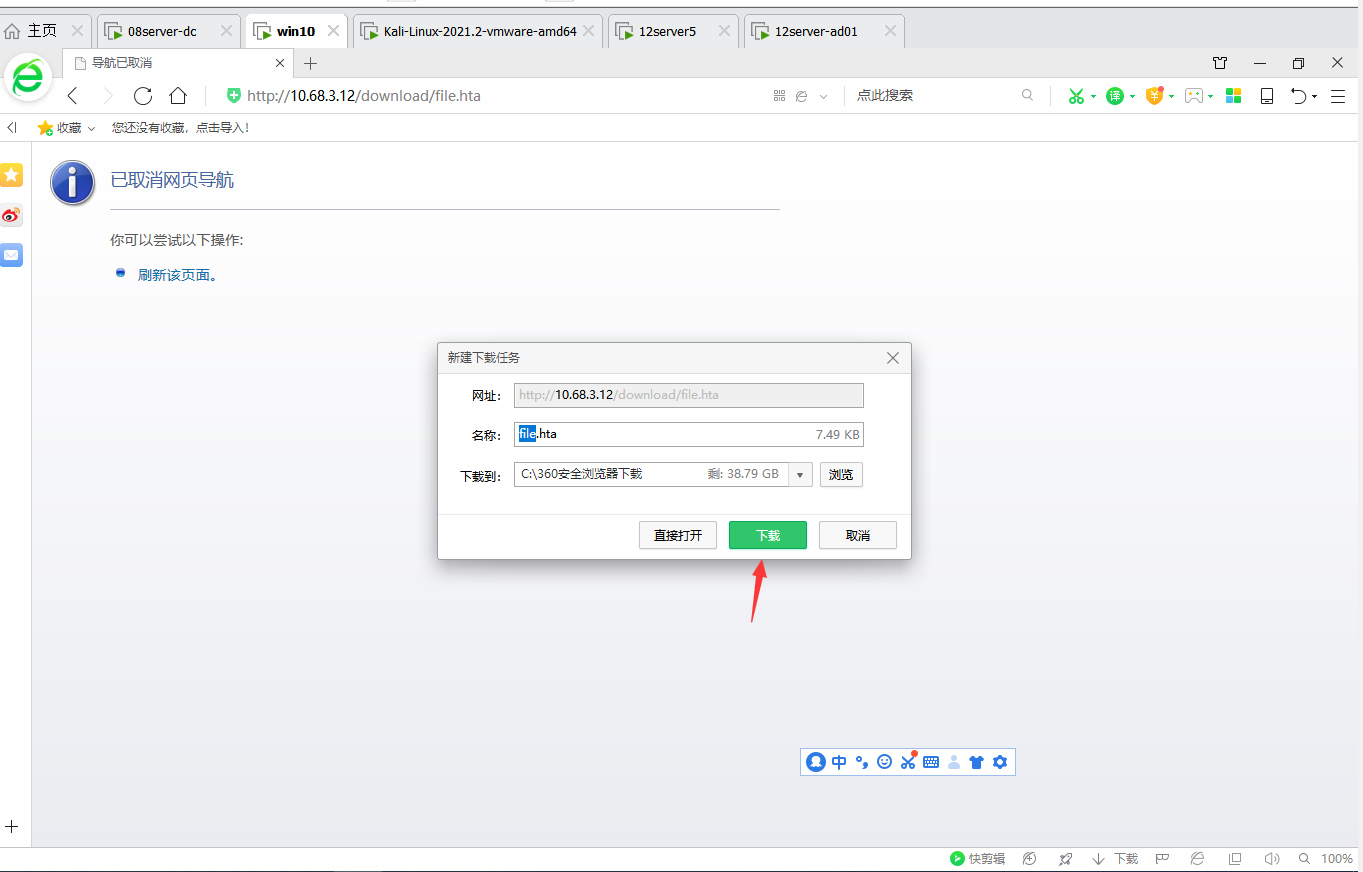 主页 08server-dc win10 Kali-Linux-2021.2-vmware-amd64 12server5 12server-ad01
导航已取消
http://10.68.3.12/download/file.hta 点此搜索 译 ¥
收藏 您还没有收藏，点击导入！
已取消网页导航
你可以尝试以下操作:
刷新该页面。
新建下载任务
网址： http://10.68.3.12/download/file.hta
名称： file.hta 7.49 KB
下载到： C:\360安全浏览器下载 剩: 38.79 GB 浏览
直接打开 下载 取消
中
快剪辑 下载 100%